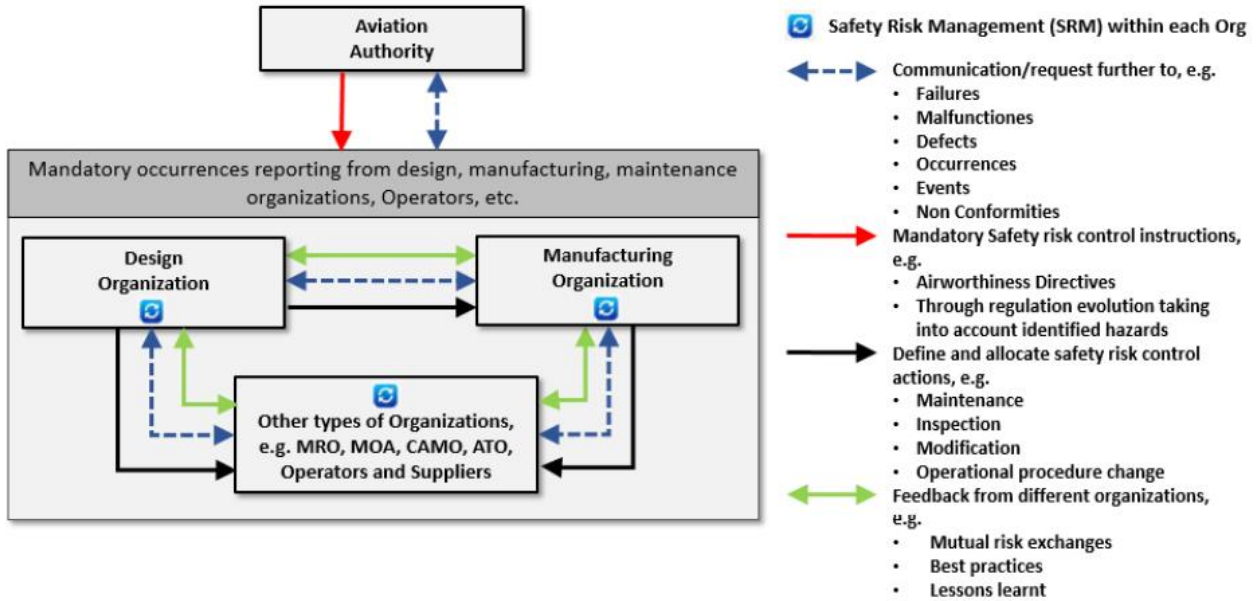 Aviation
Authority
Mandatory occurrences reporting from design, manufacturing, maintenance
organizations, Operators, etc.
Design
Organization
Manufacturing
Organization
Other types of Organizations,
e.g. MRO, MOA, CAMO, ATO,
Operators and Suppliers
Safety Risk Management (SRM) within each Org
Communication/request further to, e.g.
• Failures
• Malfunctiones
• Defects
• Occurrences
• Events
• Non Conformities
Mandatory Safety risk control instructions,
e.g.
• Airworthiness Directives
• Through regulation evolution taking
into account identified hazards
Define and allocate safety risk control
actions, e.g.
• Maintenance
• Inspection
• Modification
• Operational procedure change
Feedback from different organizations,
e.g.
• Mutual risk exchanges
• Best practices
• Lessons learnt